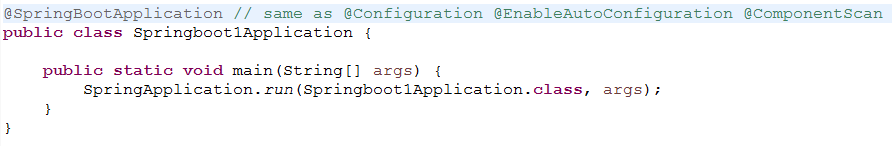 @SpringBootApplication // same as @Configuration @EnableAutoConfiguration @ComponentScan
public class Springboot1Application {
public static void main(String[] args) {
SpringApplication.run(Springboot1Application.class, args);
}
}